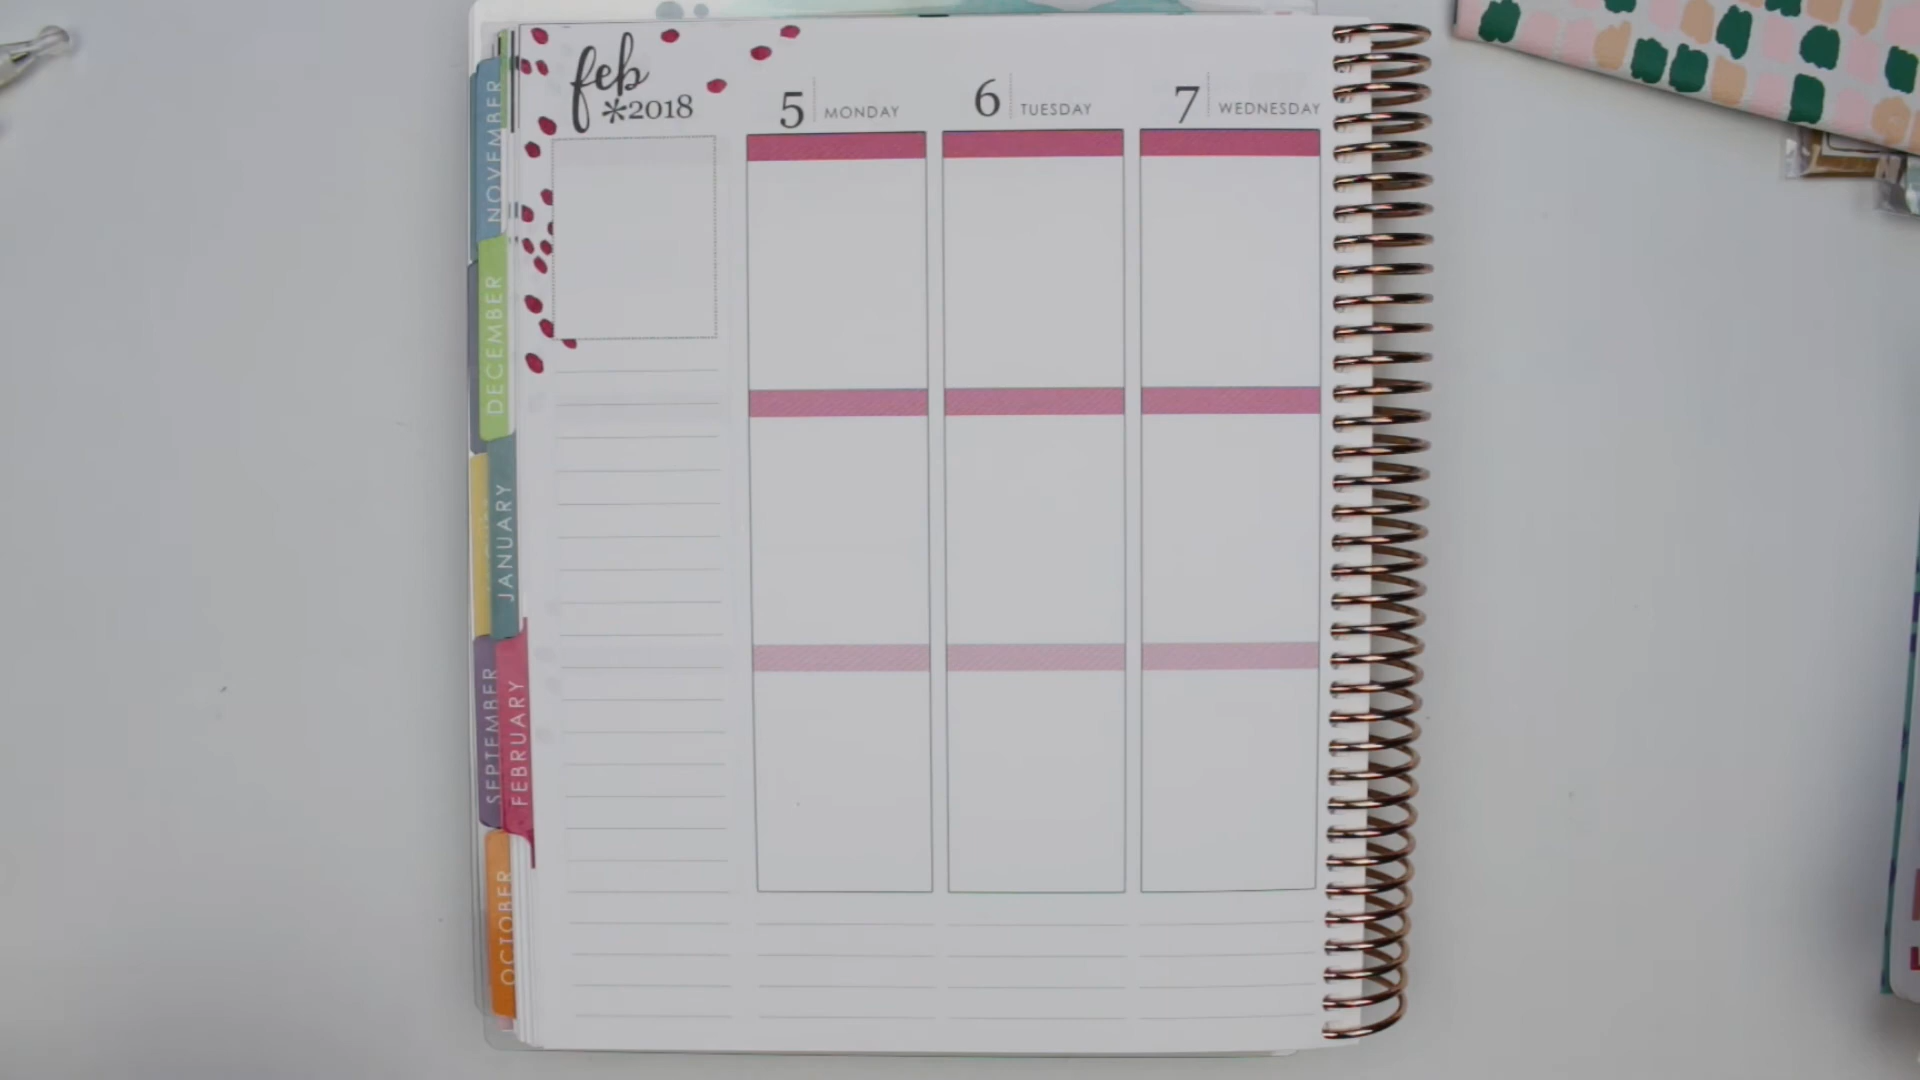 feb
*2018
5 MONDAY
6 TUESDAY
7 WEDNESDAY
NOVEMBER
DECEMBER
JANUARY
SEPTEMBER
FEBRUARY
OCTOBER